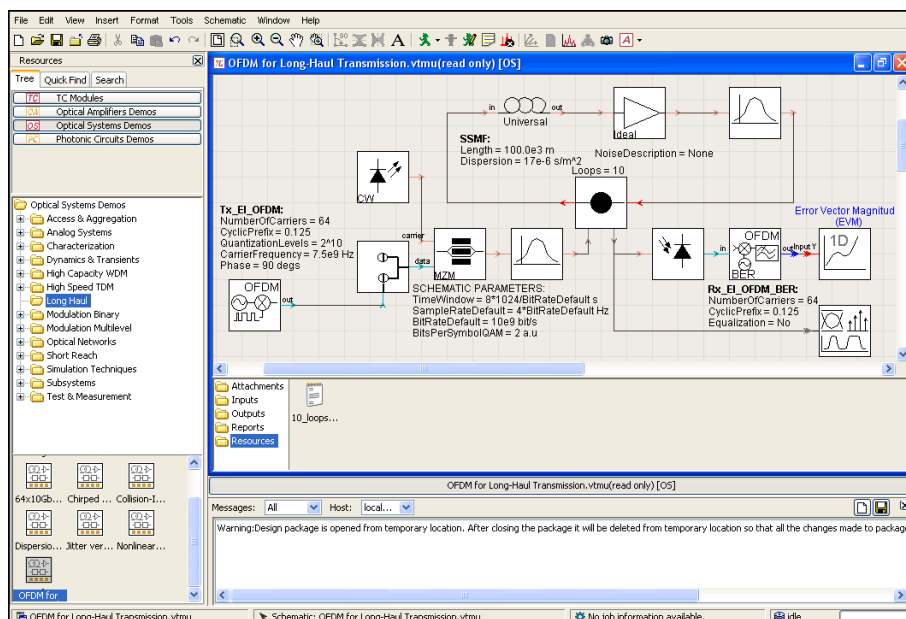 File Edit View Insert Format Tools Schematic Window Help
Resources
Tree Quick Find Search
TC TC Modules
OA Optical Amplifiers Demos
OS Optical Systems Demos
PC Photonic Circuits Demos
Optical Systems Demos
Access & Aggregation
Analog Systems
Characterization
Dynamics & Transients
High Capacity WDM
High Speed TDM
Long Haul
Modulation Binary
Modulation Multilevel
Optical Networks
Short Reach
Simulation Techniques
Subsystems
Test & Measurement
64x10Gb... Chirped ... Collision-I...
Dispersio... Jitter ver... Nonlinear...
OFDM for
TC OFDM for Long-Haul Transmission.vtmu(read only) [OS]
in out
Universal
Ideal
SSMF:
Length = 100.0e3 m
Dispersion = 17e-6 s/m^2
NoiseDescription = None
Loops = 10
CW
Tx_El_OFDM:
NumberOfCarriers = 64
CyclicPrefix = 0.125
QuantizationLevels = 2^10
CarrierFrequency = 7.5e9 Hz
Phase = 90 degs
carrier
data
MZM
OFDM
out
SCHEMATIC PARAMETERS:
TimeWindow = 8*1024/BitRateDefault s
SampleRateDefault = 4*BitRateDefault Hz
BitRateDefault = 10e9 bit/s
BitsPerSymbolQAM = 2 a.u
Error Vector Magnitud
(EVM)
in
OFDM
BER
out
InputY
1D
Rx_El_OFDM_BER:
NumberOfCarriers = 64
CyclicPrefix = 0.125
Equalization = No
Attachments
Inputs
Outputs
Reports
Resources
10_loops...
OFDM for Long-Haul Transmission.vtmu(read only) [OS]
Messages: All Host: local...
Warning:Design package is opened from temporary location. After closing the package it will be deleted from temporary location so that all the changes made to package
OFDM for Long-Haul Transmission.vtmu
Schematic: OFDM for Long-Haul Transmission.vtmu
No job information available.
idle